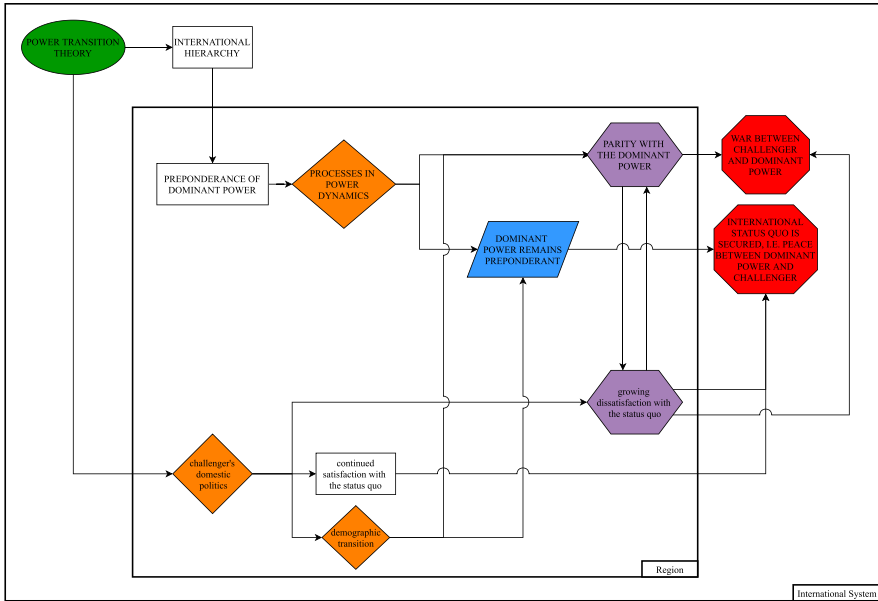 POWER TRANSITION
THEORY
INTERNATIONAL
HIERARCHY
PREPONDERANCE OF
DOMINANT POWER
PROCESSES IN
POWER
DYNAMICS
PARITY WITH
THE DOMINANT
POWER
WAR BETWEEN
CHALLENGER
AND DOMINANT
POWER
DOMINANT
POWER REMAINS
PREPONDERANT
INTERNATIONAL
STATUS QUO IS
SECURED, I.E. PEACE
BETWEEN DOMINANT
POWER AND
CHALLENGER
growing
dissatisfaction with
the status quo
challenger's
domestic
politics
continued
satisfaction with
the status quo
demographic
transition
Region
International System